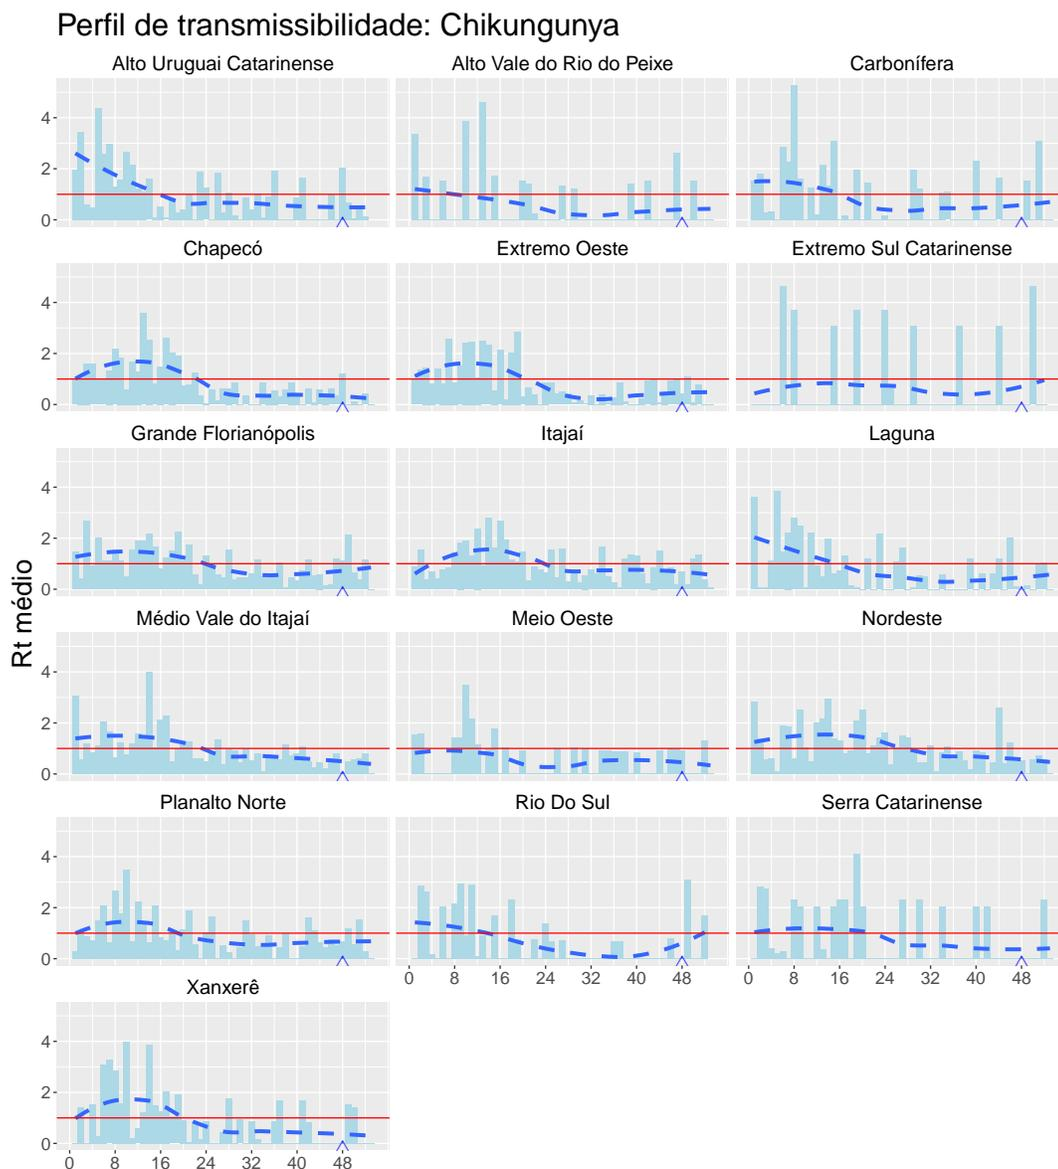 Perfil de transmissibilidade: Chikungunya
Alto Uruguai Catarinense
Alto Vale do Rio do Peixe
Carbonífera
4
2
0
Chapecó
Extremo Oeste
Extremo Sul Catarinense
4
2
0
Grande Florianópolis
Itajaí
Laguna
4
2
0
Médio Vale do Itajaí
Meio Oeste
Nordeste
4
2
0
Planalto Norte
Rio Do Sul
Serra Catarinense
4
2
0
0 8 16 24 32 40 48
0 8 16 24 32 40 48
Xanxerê
4
2
0
0 8 16 24 32 40 48
Rt médio